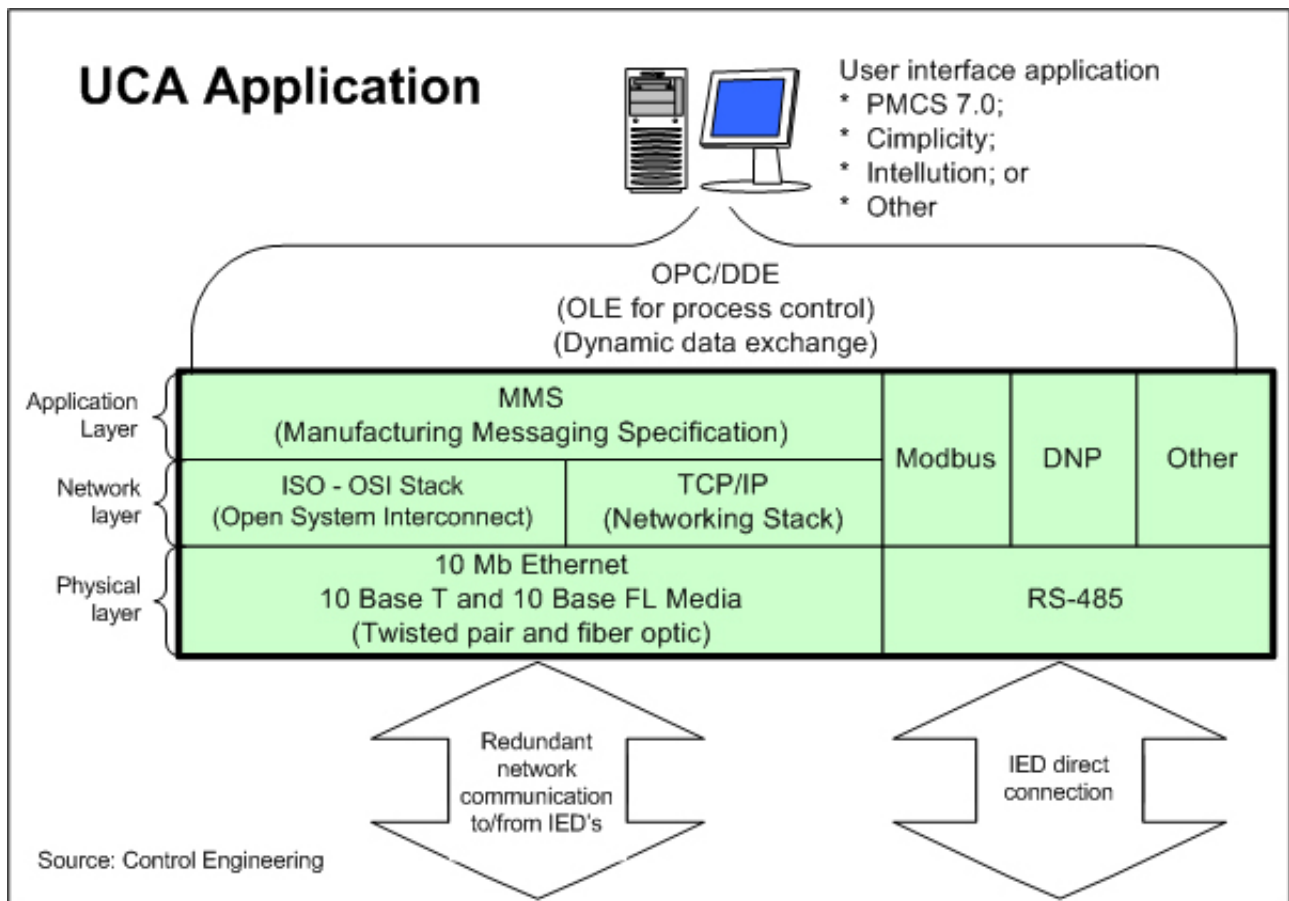 UCA Application
User interface application
* PMCS 7.0;
* Cimplicity;
* Intellution; or
* Other
OPC/DDE
(OLE for process control)
(Dynamic data exchange)
Application
Layer
MMS
(Manufacturing Messaging Specification)
Modbus
DNP
Other
Network
layer
ISO - OSI Stack
(Open System Interconnect)
TCP/IP
(Networking Stack)
Physical
layer
10 Mb Ethernet
10 Base T and 10 Base FL Media
(Twisted pair and fiber optic)
RS-485
Redundant
network
communication
to/from IED's
IED direct
connection
Source: Control Engineering